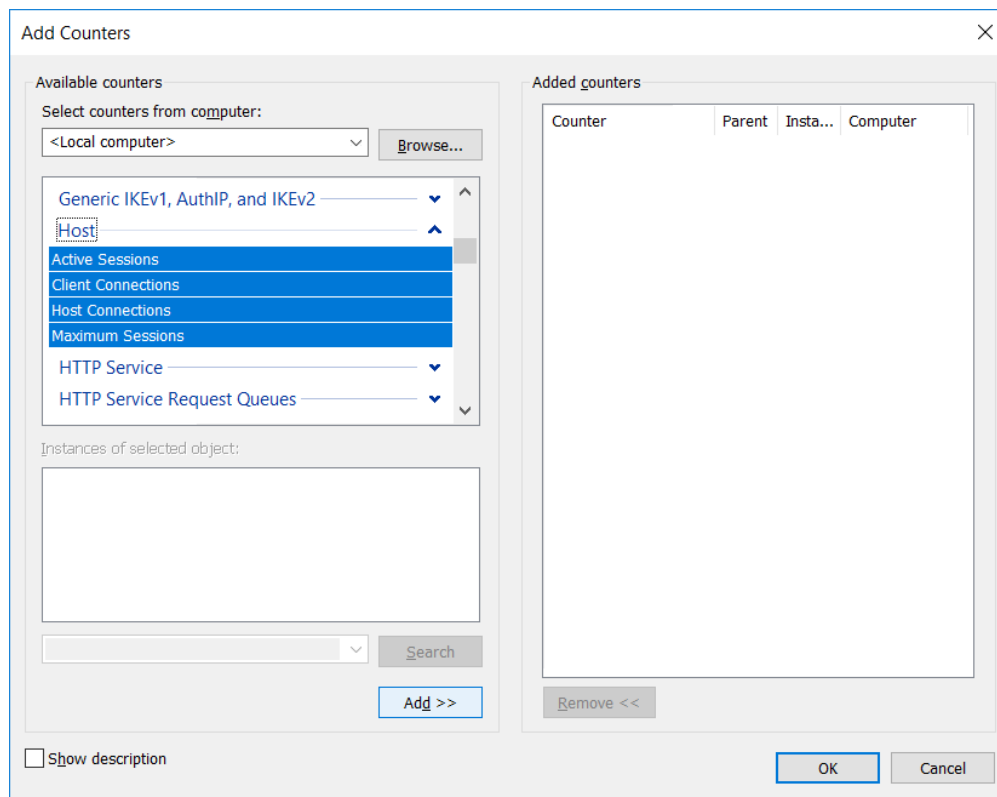 Add Counters
Available counters
Select counters from computer:
<Local computer>
Browse...
Generic IKEv1, AuthIP, and IKEv2
Host
Active Sessions
Client Connections
Host Connections
Maximum Sessions
HTTP Service
HTTP Service Request Queues
Instances of selected object:
Search
Add >>
Show description
Added counters
Counter Parent Insta... Computer
Remove <<
OK Cancel